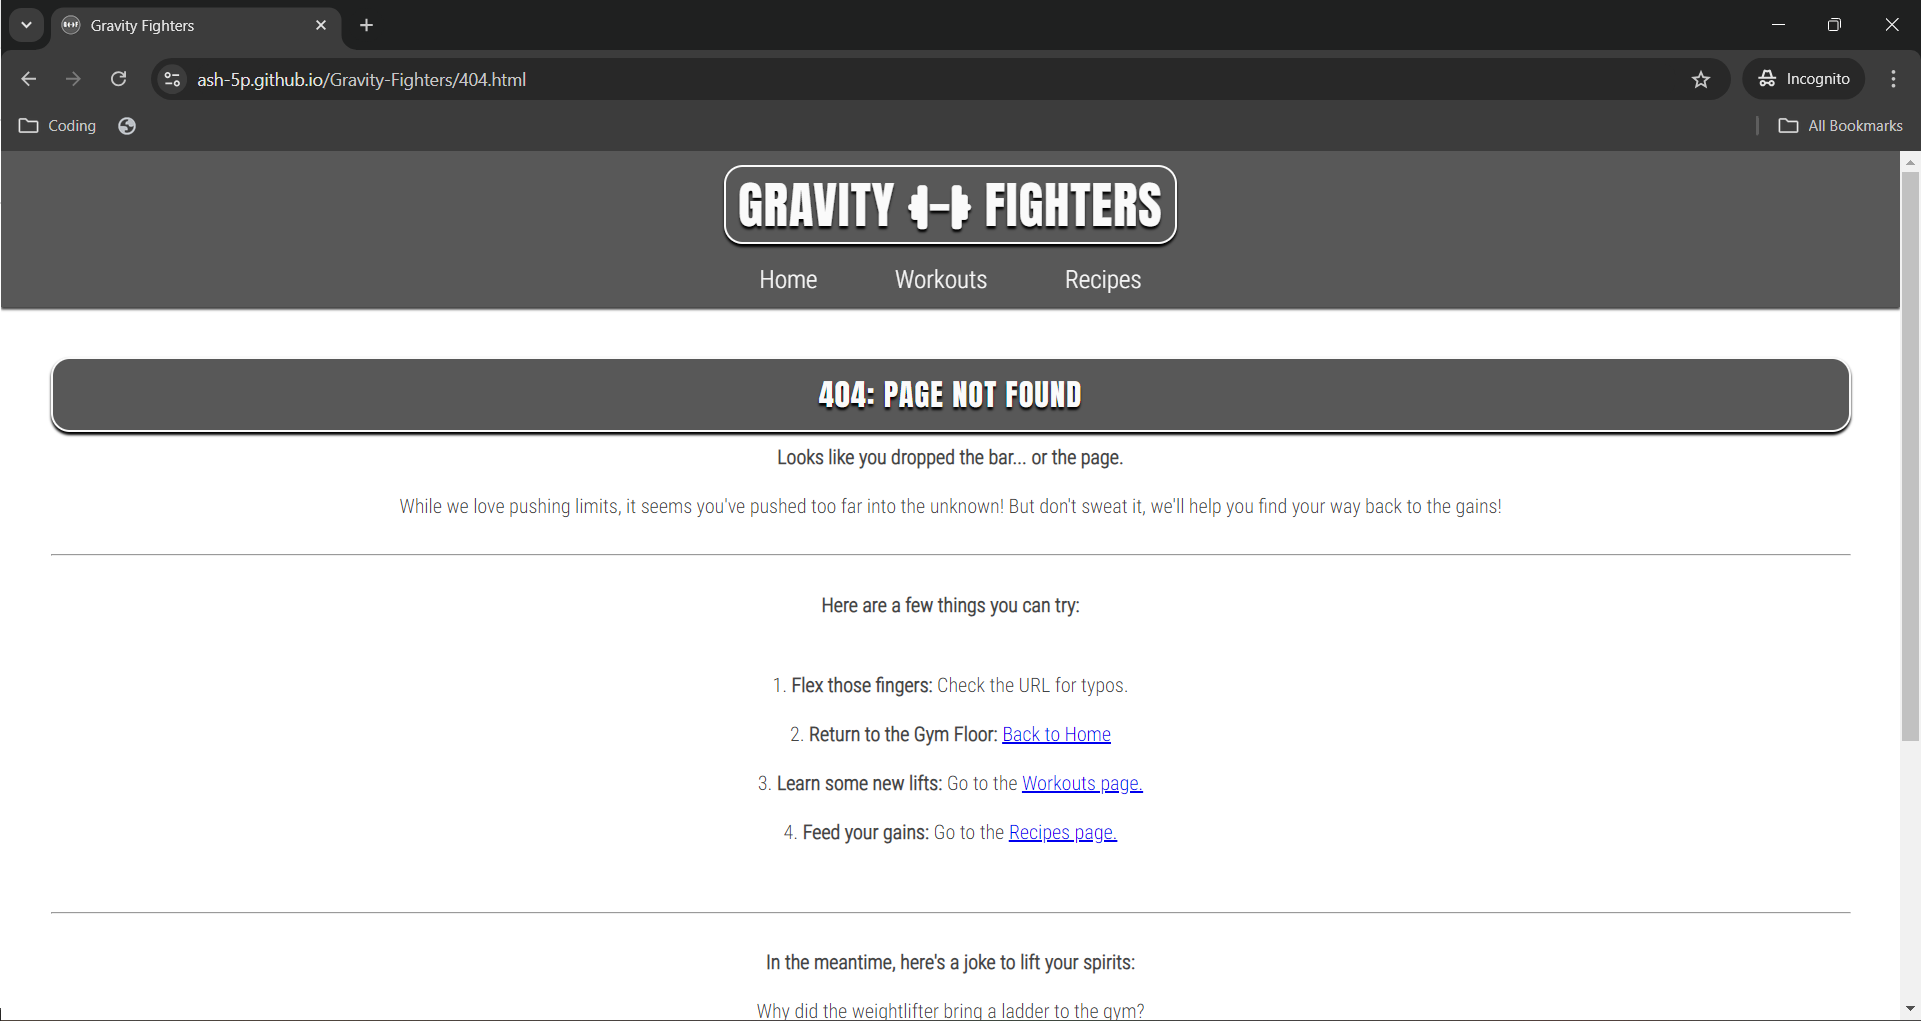 Gravity Fighters
ash-5p.github.io/Gravity-Fighters/404.html
Incognito
Coding
All Bookmarks
GRAVITY FIGHTERS
Home Workouts Recipes
404: PAGE NOT FOUND
Looks like you dropped the bar... or the page.
While we love pushing limits, it seems you've pushed too far into the unknown! But don't sweat it, we'll help you find your way back to the gains!
Here are a few things you can try:
1. Flex those fingers: Check the URL for typos.
2. Return to the Gym Floor: Back to Home
3. Learn some new lifts: Go to the Workouts page.
4. Feed your gains: Go to the Recipes page.
In the meantime, here's a joke to lift your spirits:
Why did the weightlifter bring a ladder to the gym?